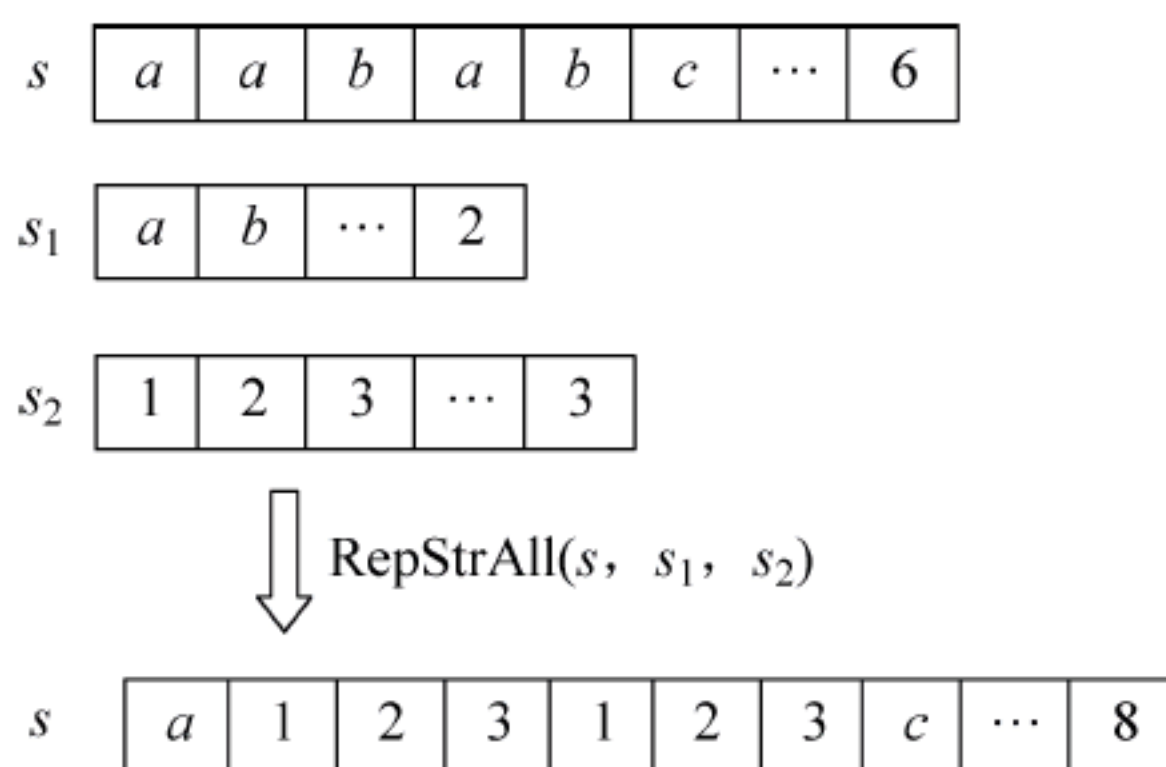 s a a b a b c … 6
s₁ a b … 2
s₂ 1 2 3 … 3
RepStrAll(s，s₁，s₂)
s a 1 2 3 1 2 3 c … 8